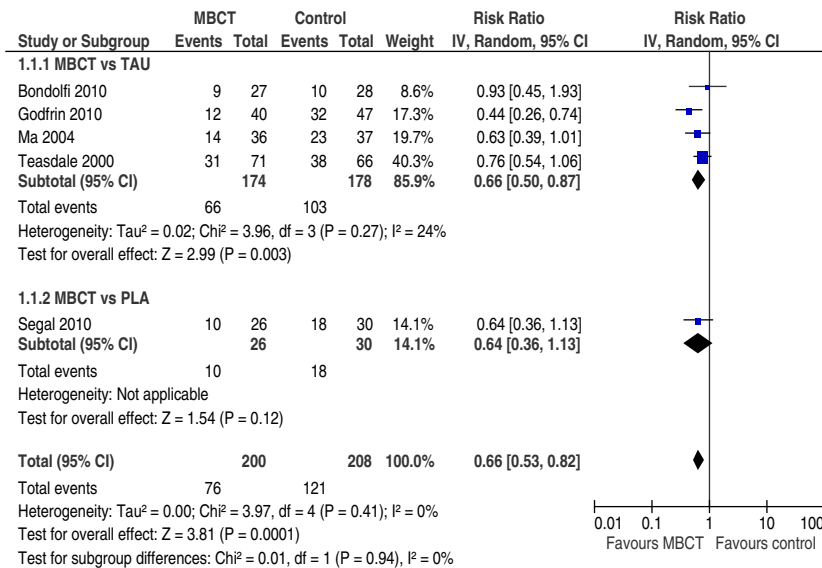 MBCT Control Risk Ratio Risk Ratio
Study or Subgroup Events Total Events Total Weight IV, Random, 95% CI IV, Random, 95% CI
1.1.1 MBCT vs TAU
Bondolfi 2010 9 27 10 28 8.6% 0.93 [0.45, 1.93]
Godfrin 2010 12 40 32 47 17.3% 0.44 [0.26, 0.74]
Ma 2004 14 36 23 37 19.7% 0.63 [0.39, 1.01]
Teasdale 2000 31 71 38 66 40.3% 0.76 [0.54, 1.06]
Subtotal (95% CI) 174 178 85.9% 0.66 [0.50, 0.87]
Total events 66 103
Heterogeneity: Tau² = 0.02; Chi² = 3.96, df = 3 (P = 0.27); I² = 24%
Test for overall effect: Z = 2.99 (P = 0.003)
1.1.2 MBCT vs PLA
Segal 2010 10 26 18 30 14.1% 0.64 [0.36, 1.13]
Subtotal (95% CI) 26 30 14.1% 0.64 [0.36, 1.13]
Total events 10 18
Heterogeneity: Not applicable
Test for overall effect: Z = 1.54 (P = 0.12)
Total (95% CI) 200 208 100.0% 0.66 [0.53, 0.82]
Total events 76 121
Heterogeneity: Tau² = 0.00; Chi² = 3.97, df = 4 (P = 0.41); I² = 0%
Test for overall effect: Z = 3.81 (P = 0.0001)
Test for subgroup differences: Chi² = 0.01, df = 1 (P = 0.94), I² = 0%
0.01 0.1 1 10 100
Favours MBCT Favours control